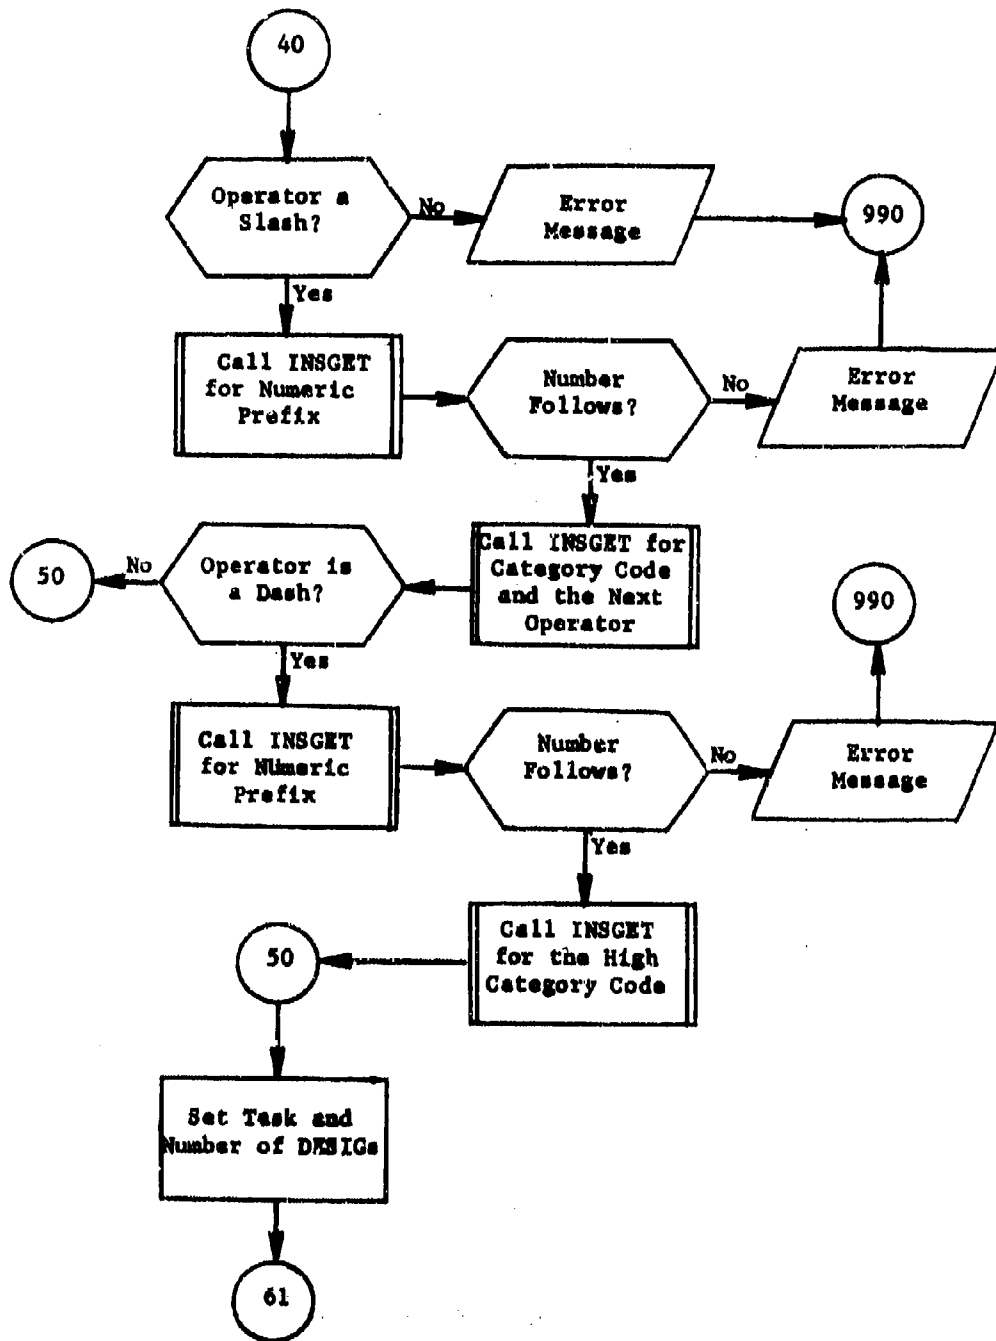 40
Operator a
Slash?
No
Error
Message
990
Yes
Call INSGET
for Numeric
Prefix
Number
Follows?
No
Error
Message
Yes
50
No
Operator is
a Dash?
Call INSGET for
Category Code
and the Next
Operator
990
Yes
Call INSGET
for Numeric
Prefix
Number
Follows?
No
Error
Message
Yes
Call INSGET
for the High
Category Code
50
Set Task and
Number of DESIGs
61